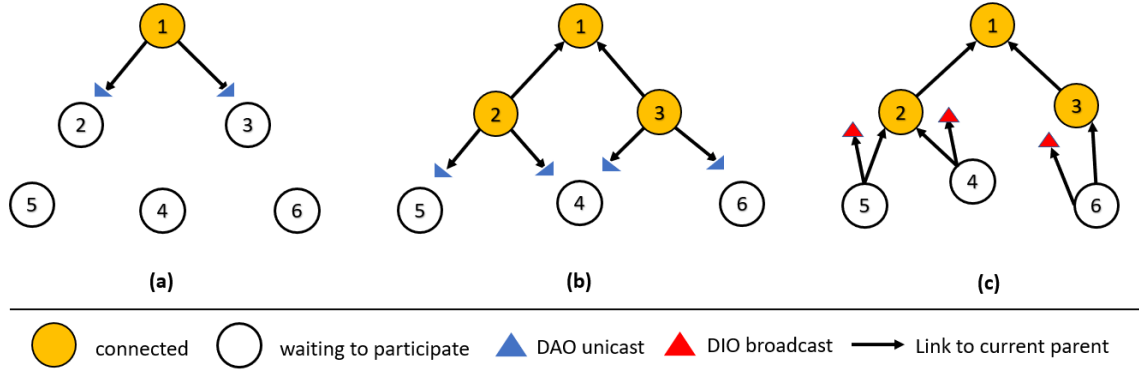 1
2 3
5 4 6
(a)
1
2 3
5 4 6
(b)
1
2 3
5 4 6
(c)
connected
waiting to participate
DAO unicast
DIO broadcast
Link to current parent